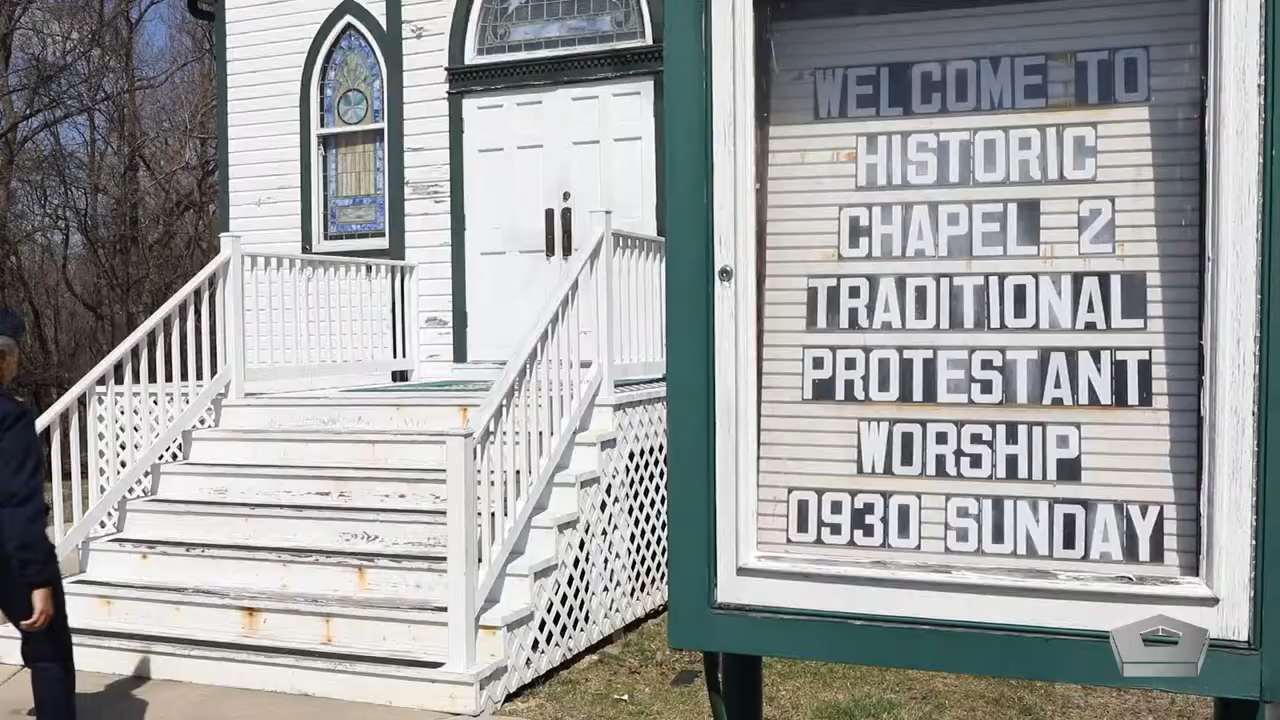 WELCOME TO
HISTORIC
CHAPEL 2
TRADITIONAL
PROTESTANT
WORSHIP
0930 SUNDAY